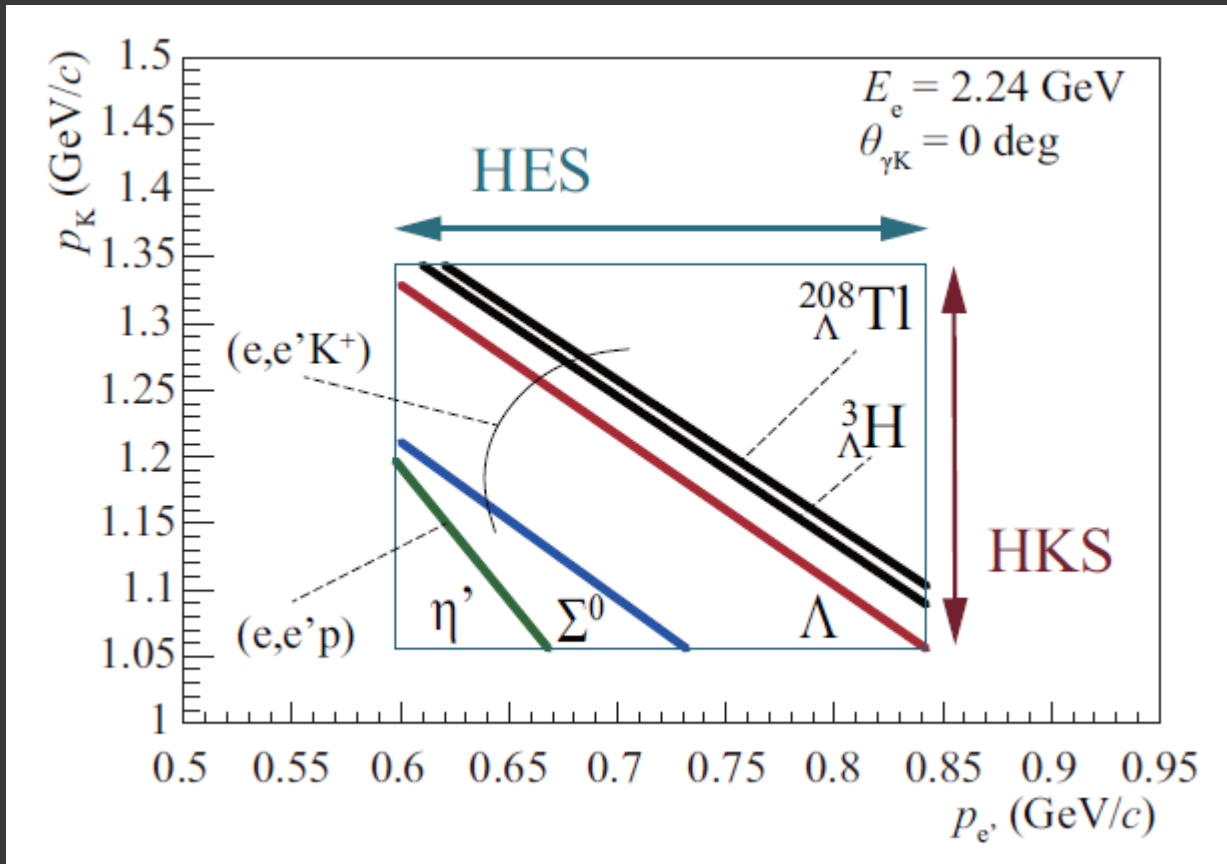 p_K (GeV/c)
1.5
1.45
1.4
1.35
1.3
1.25
1.2
1.15
1.1
1.05
1
E_e = 2.24 GeV
θ_γK = 0 deg
HES
²⁰⁸_ΛTl
(e,e’K⁺)
³_ΛH
HKS
(e,e’p)
η’
Σ⁰
Λ
0.5 0.55 0.6 0.65 0.7 0.75 0.8 0.85 0.9 0.95
p_e’ (GeV/c)